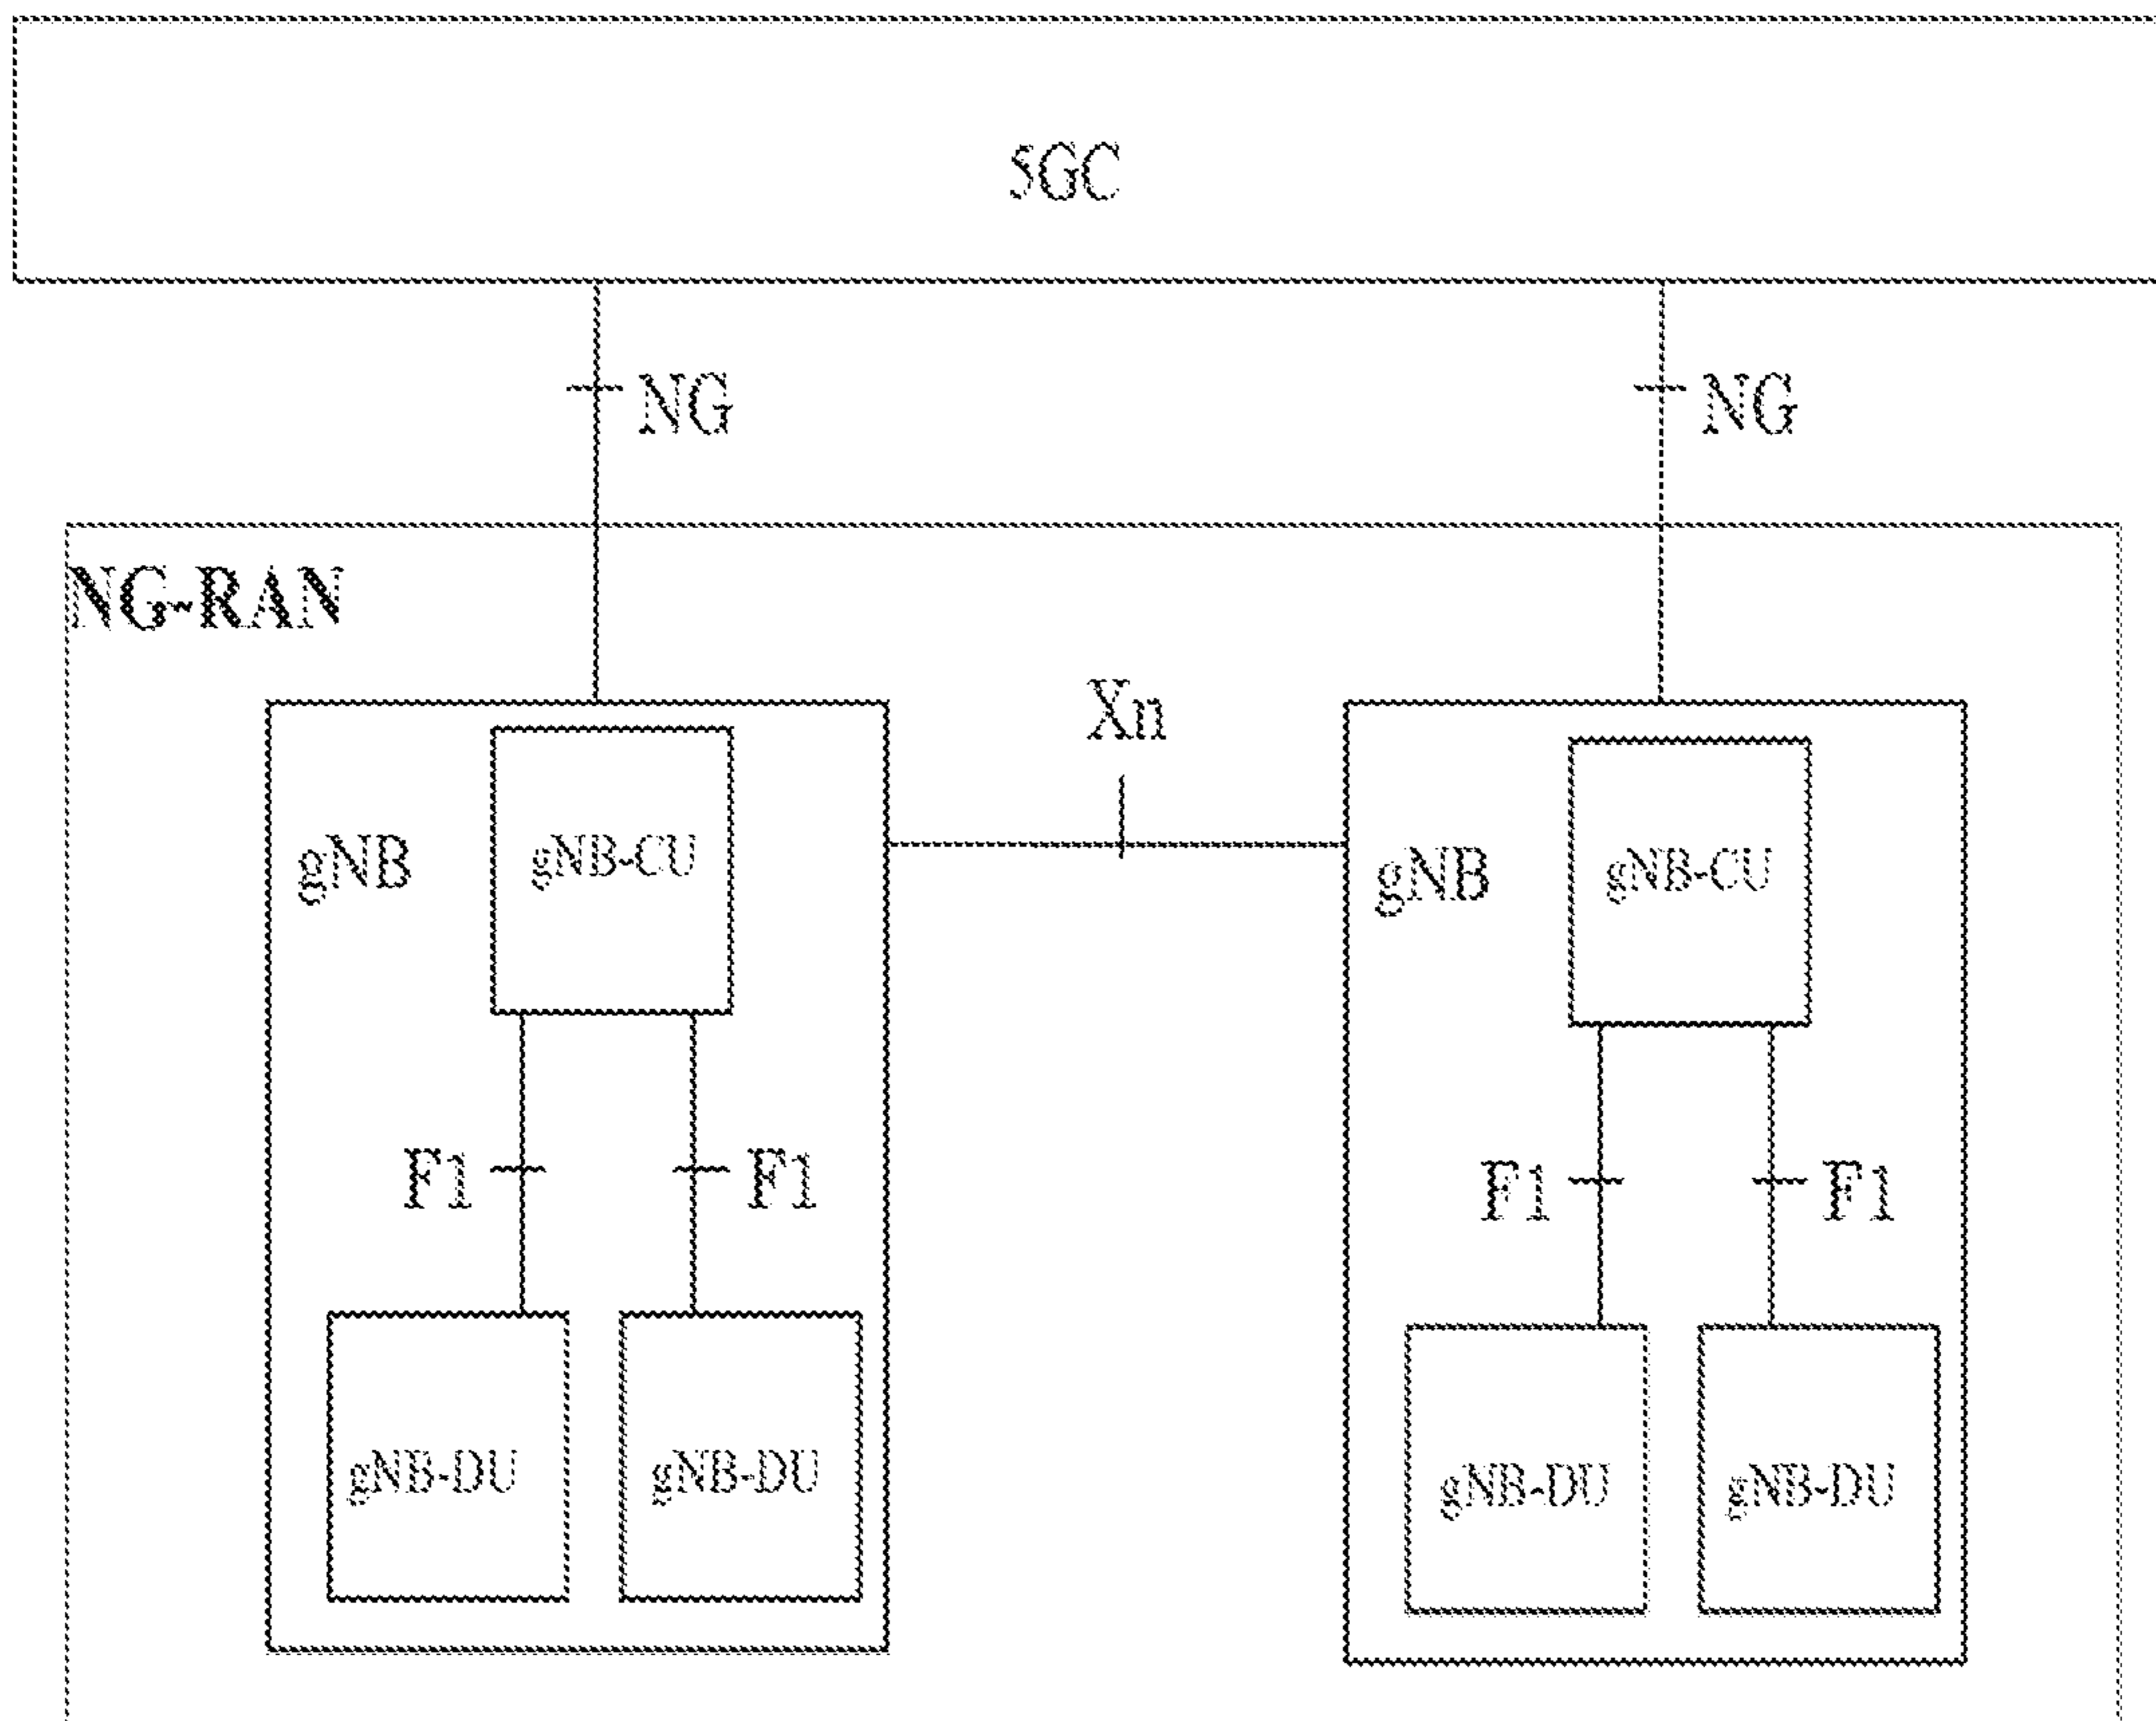 5GC
NG
NG
NG-RAN
Xn
gNB
gNB-CU
gNB
gNB-CU
F1
F1
F1
F1
gNB-DU
gNB-DU
gNB-DU
gNB-DU